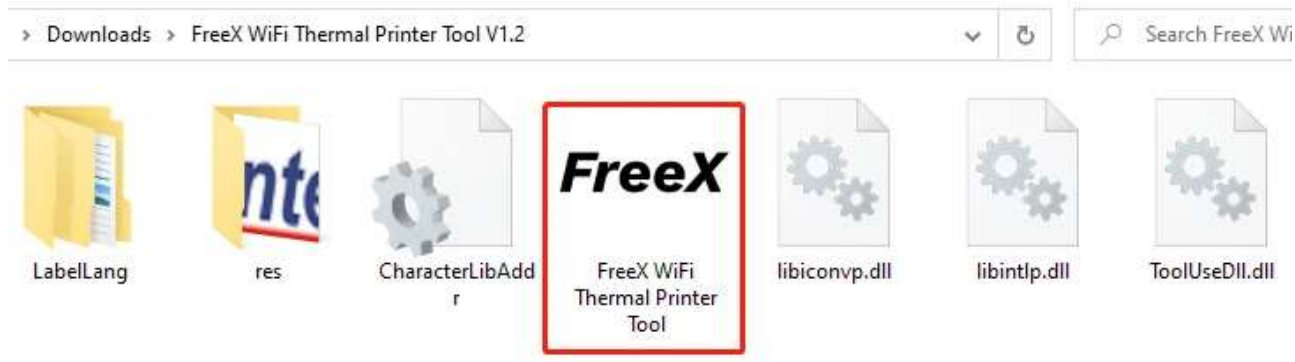 > Downloads > FreeX WiFi Thermal Printer Tool V1.2
Search FreeX Wi
nte
FreeX
LabelLang
res
CharacterLibAdd
r
FreeX WiFi
Thermal Printer
Tool
libiconvp.dll
libintlp.dll
ToolUseDll.dll